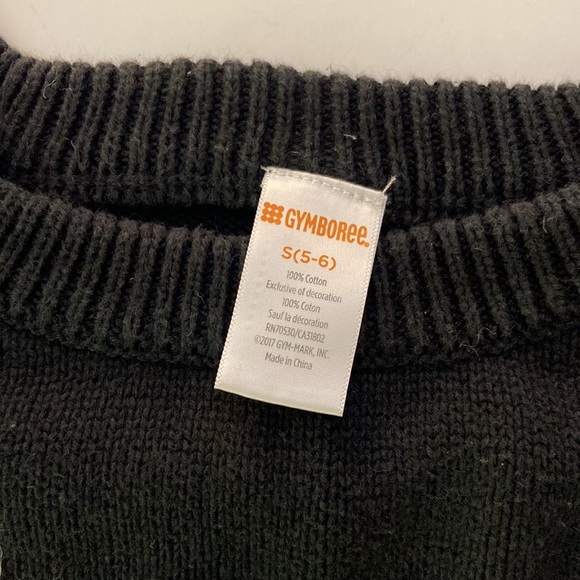 GYMBOREE.
S(5-6)
100% Cotton
Exclusive of decoration
100% Coton
Sauf la décoration
RN70530/CA31802
©2017 GYM-MARK, INC.
Made in China